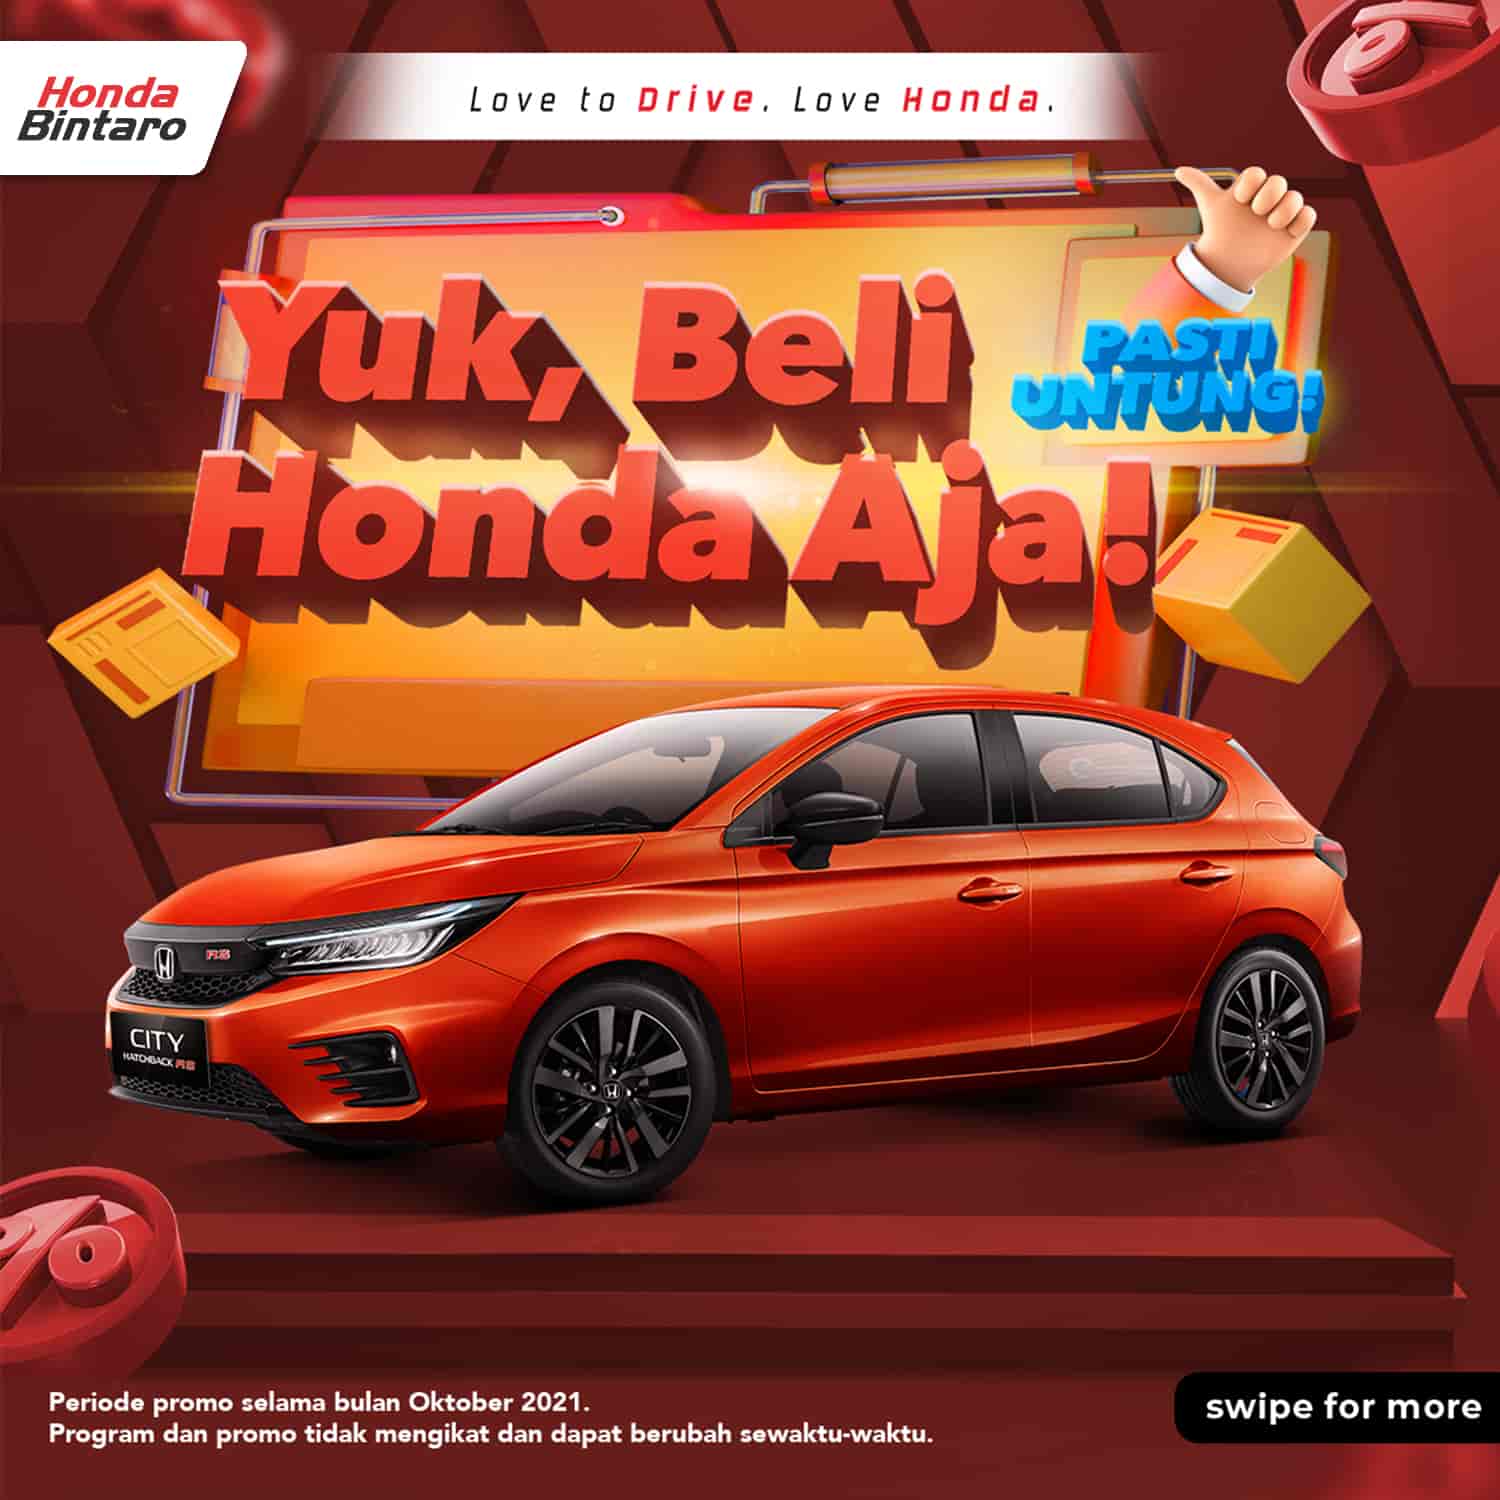 Honda
Bintaro
Love to Drive. Love Honda.
Yuk, Beli
Honda Aja!
PASTI
UNTUNG!
RS
CITY
HATCHBACK RS
%
Periode promo selama bulan Oktober 2021.
Program dan promo tidak mengikat dan dapat berubah sewaktu-waktu.
swipe for more